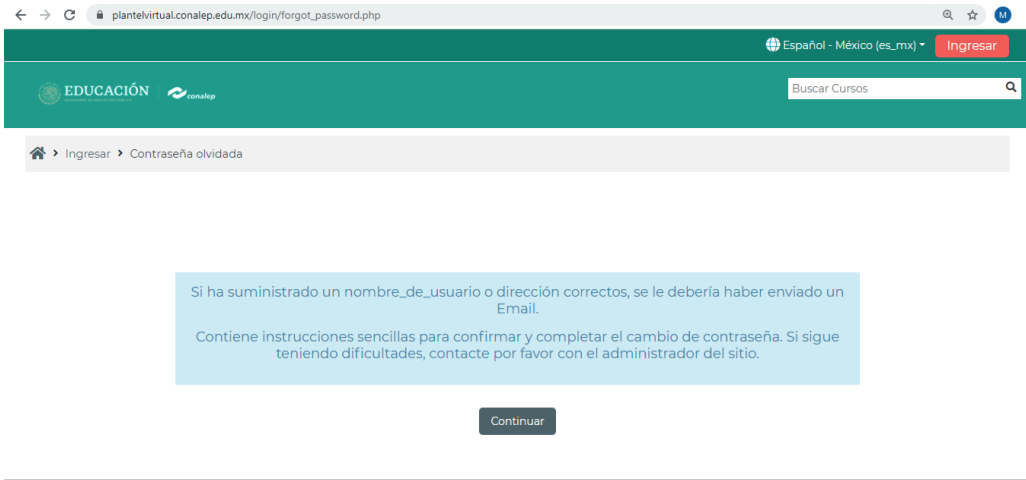 plantelvirtual.conalep.edu.mx/login/forgot_password.php
M
Español - México (es_mx)
Ingresar
EDUCACIÓN
conalep
Buscar Cursos
Ingresar > Contraseña olvidada
Si ha suministrado un nombre_de_usuario o dirección correctos, se le debería haber enviado un
Email.
Contiene instrucciones sencillas para confirmar y completar el cambio de contraseña. Si sigue
teniendo dificultades, contacte por favor con el administrador del sitio.
Continuar